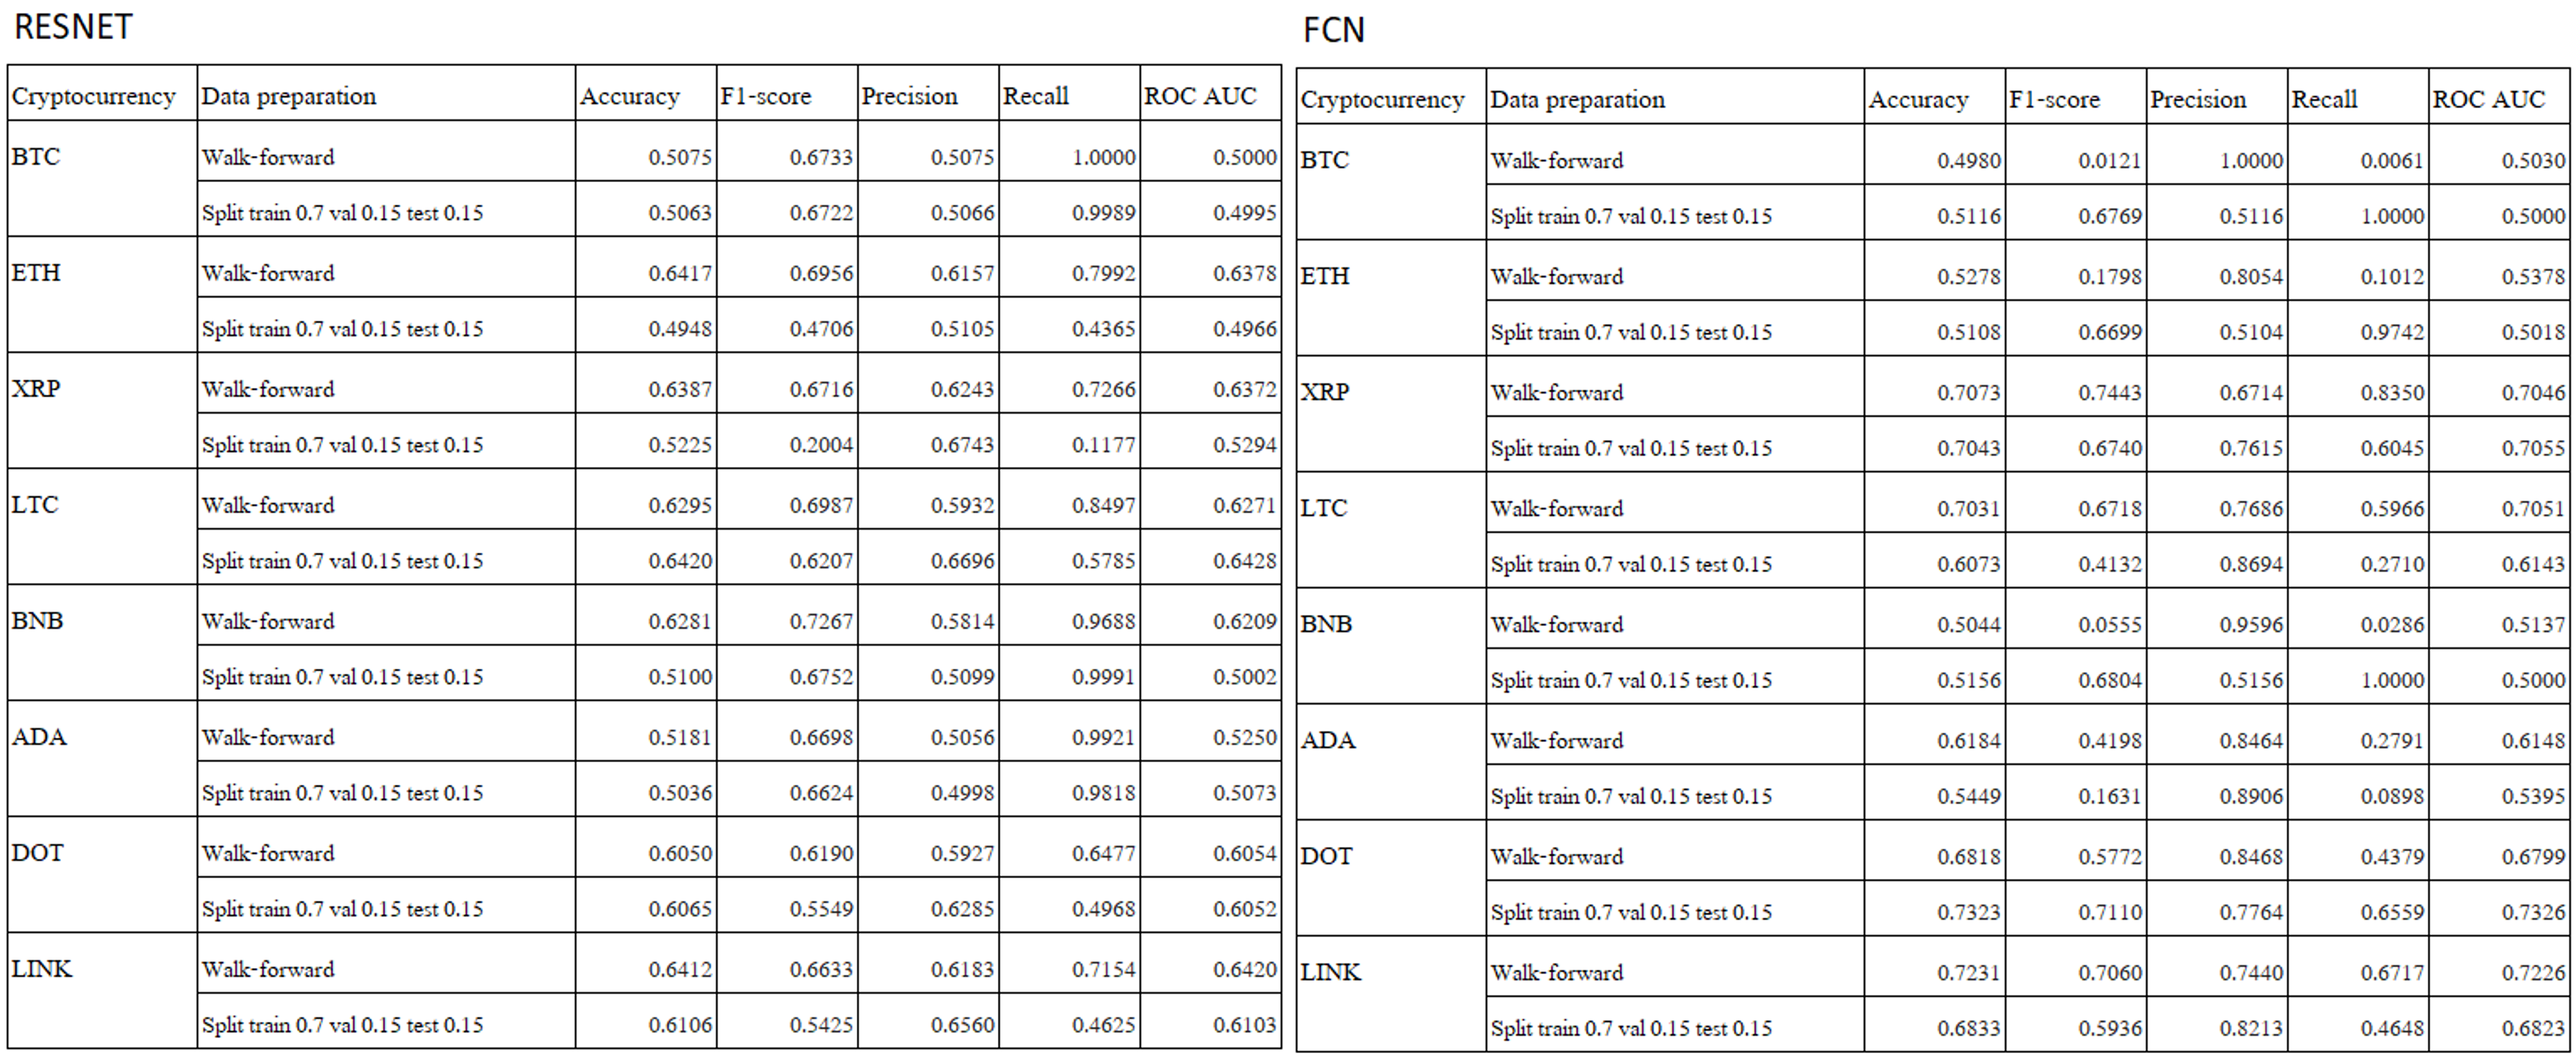 RESNET
Cryptocurrency Data preparation Accuracy F1-score Precision Recall ROC AUC
BTC Walk-forward 0.5075 0.6733 0.5075 1.0000 0.5000
Split train 0.7 val 0.15 test 0.15 0.5063 0.6722 0.5066 0.9989 0.4995
ETH Walk-forward 0.6417 0.6956 0.6157 0.7992 0.6378
Split train 0.7 val 0.15 test 0.15 0.4948 0.4706 0.5105 0.4365 0.4966
XRP Walk-forward 0.6387 0.6716 0.6243 0.7266 0.6372
Split train 0.7 val 0.15 test 0.15 0.5225 0.2004 0.6743 0.1177 0.5294
LTC Walk-forward 0.6295 0.6987 0.5932 0.8497 0.6271
Split train 0.7 val 0.15 test 0.15 0.6420 0.6207 0.6696 0.5785 0.6428
BNB Walk-forward 0.6281 0.7267 0.5814 0.9688 0.6209
Split train 0.7 val 0.15 test 0.15 0.5100 0.6752 0.5099 0.9991 0.5002
ADA Walk-forward 0.5181 0.6698 0.5056 0.9921 0.5250
Split train 0.7 val 0.15 test 0.15 0.5036 0.6624 0.4998 0.9818 0.5073
DOT Walk-forward 0.6050 0.6190 0.5927 0.6477 0.6054
Split train 0.7 val 0.15 test 0.15 0.6065 0.5549 0.6285 0.4968 0.6052
LINK Walk-forward 0.6412 0.6633 0.6183 0.7154 0.6420
Split train 0.7 val 0.15 test 0.15 0.6106 0.5425 0.6560 0.4625 0.6103
FCN
Cryptocurrency Data preparation Accuracy F1-score Precision Recall ROC AUC
BTC Walk-forward 0.4980 0.0121 1.0000 0.0061 0.5030
Split train 0.7 val 0.15 test 0.15 0.5116 0.6769 0.5116 1.0000 0.5000
ETH Walk-forward 0.5278 0.1798 0.8054 0.1012 0.5378
Split train 0.7 val 0.15 test 0.15 0.5108 0.6699 0.5104 0.9742 0.5018
XRP Walk-forward 0.7073 0.7443 0.6714 0.8350 0.7046
Split train 0.7 val 0.15 test 0.15 0.7043 0.6740 0.7615 0.6045 0.7055
LTC Walk-forward 0.7031 0.6718 0.7686 0.5966 0.7051
Split train 0.7 val 0.15 test 0.15 0.6073 0.4132 0.8694 0.2710 0.6143
BNB Walk-forward 0.5044 0.0555 0.9596 0.0286 0.5137
Split train 0.7 val 0.15 test 0.15 0.5156 0.6804 0.5156 1.0000 0.5000
ADA Walk-forward 0.6184 0.4198 0.8464 0.2791 0.6148
Split train 0.7 val 0.15 test 0.15 0.5449 0.1631 0.8906 0.0898 0.5395
DOT Walk-forward 0.6818 0.5772 0.8468 0.4379 0.6799
Split train 0.7 val 0.15 test 0.15 0.7323 0.7110 0.7764 0.6559 0.7326
LINK Walk-forward 0.7231 0.7060 0.7440 0.6717 0.7226
Split train 0.7 val 0.15 test 0.15 0.6833 0.5936 0.8213 0.4648 0.6823